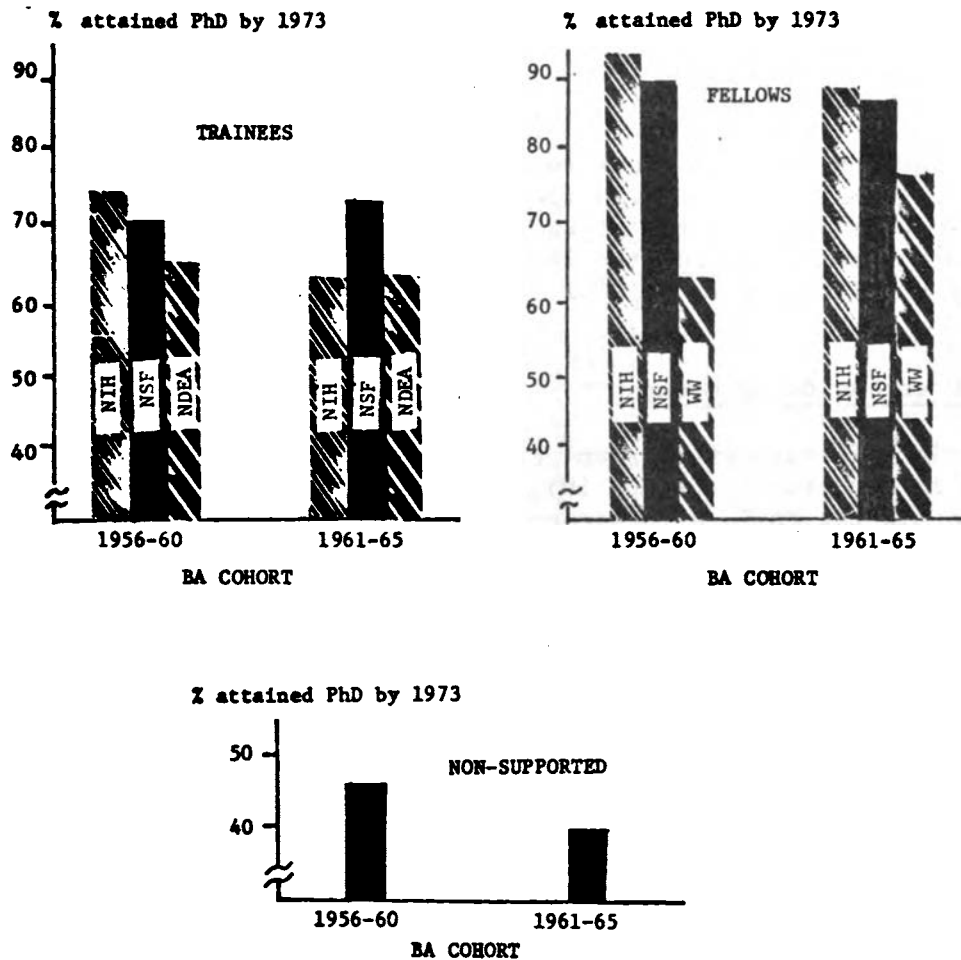 % attained PhD by 1973
90
80
70
60
50
40
TRAINEES
NIH
NSF
NDEA
NIH
NSF
NDEA
1956-60
1961-65
BA COHORT
% attained PhD by 1973
90
80
70
60
50
40
FELLOWS
NIH
NSF
WW
NIH
NSF
WW
1956-60
1961-65
BA COHORT
% attained PhD by 1973
50
40
NON-SUPPORTED
1956-60
1961-65
BA COHORT